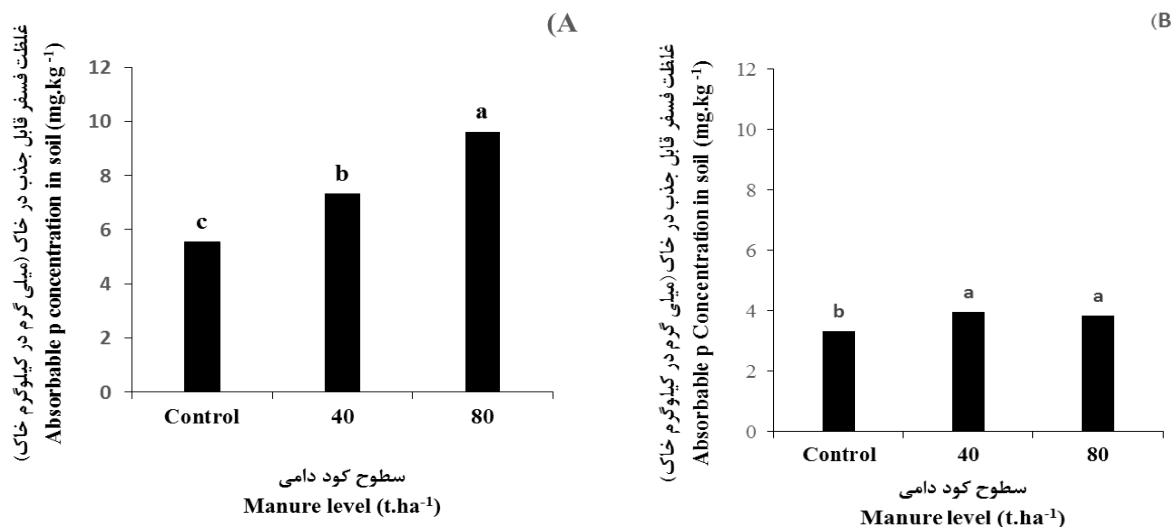 (A
غلظت فسفر قابل جذب در خاک (میلی گرم در کیلوگرم خاک)
Absorbable p concentration in soil (mg.kg -1)
12
10
8
6
4
2
0
c
b
a
Control
40
80
سطوح کود دامی
Manure level (t.ha-1)
(B
غلظت فسفر قابل جذب در خاک (میلی گرم در کیلوگرم خاک)
Absorbable p Concentration in soil (mg.kg -1)
12
10
8
6
4
2
0
b
a
a
Control
40
80
سطوح کود دامی
Manure level (t.ha-1)